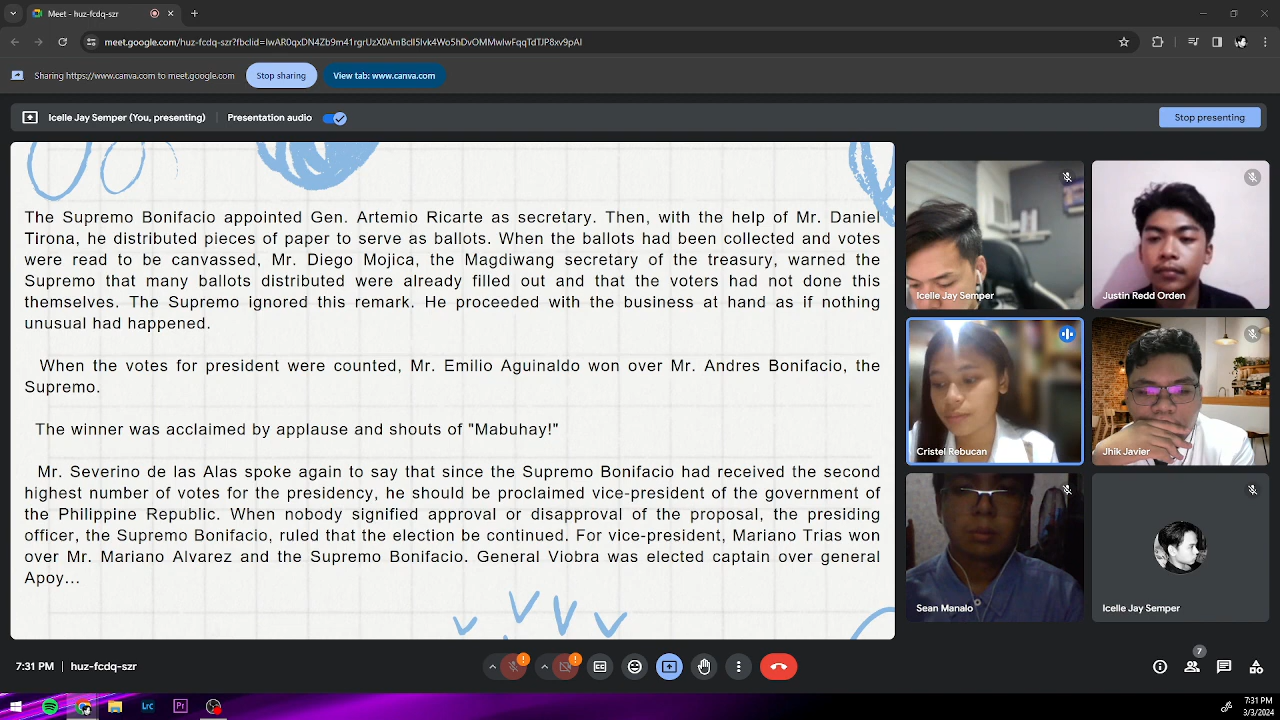 Meet - huz-fcdq-szr
meet.google.com/huz-fcdq-szr?fbclid=IwAR0qxDN4Zb9m41rgrUzX0AmBclI5Ivk4Wo5hDvOMMwlwFqqTdTJP8xv9pAI
Sharing https://www.canva.com to meet.google.com
Stop sharing
View tab: www.canva.com
Icelle Jay Semper (You, presenting)
Presentation audio
Stop presenting
The Supremo Bonifacio appointed Gen. Artemio Ricarte as secretary. Then, with the help of Mr. Daniel
Tirona, he distributed pieces of paper to serve as ballots. When the ballots had been collected and votes
were read to be canvassed, Mr. Diego Mojica, the Magdiwang secretary of the treasury, warned the
Supremo that many ballots distributed were already filled out and that the voters had not done this
themselves. The Supremo ignored this remark. He proceeded with the business at hand as if nothing
unusual had happened.
When the votes for president were counted, Mr. Emilio Aguinaldo won over Mr. Andres Bonifacio, the
Supremo.
The winner was acclaimed by applause and shouts of "Mabuhay!"
Mr. Severino de las Alas spoke again to say that since the Supremo Bonifacio had received the second
highest number of votes for the presidency, he should be proclaimed vice-president of the government of
the Philippine Republic. When nobody signified approval or disapproval of the proposal, the presiding
officer, the Supremo Bonifacio, ruled that the election be continued. For vice-president, Mariano Trias won
over Mr. Mariano Alvarez and the Supremo Bonifacio. General Viobra was elected captain over general
Apoy...
Icelle Jay Semper
Justin Redd Orden
Cristel Rebucan
Jhik Javier
Sean Manalo
Icelle Jay Semper
7:31 PM | huz-fcdq-szr
7
Lrc
Pr
7:31 PM
3/3/2024